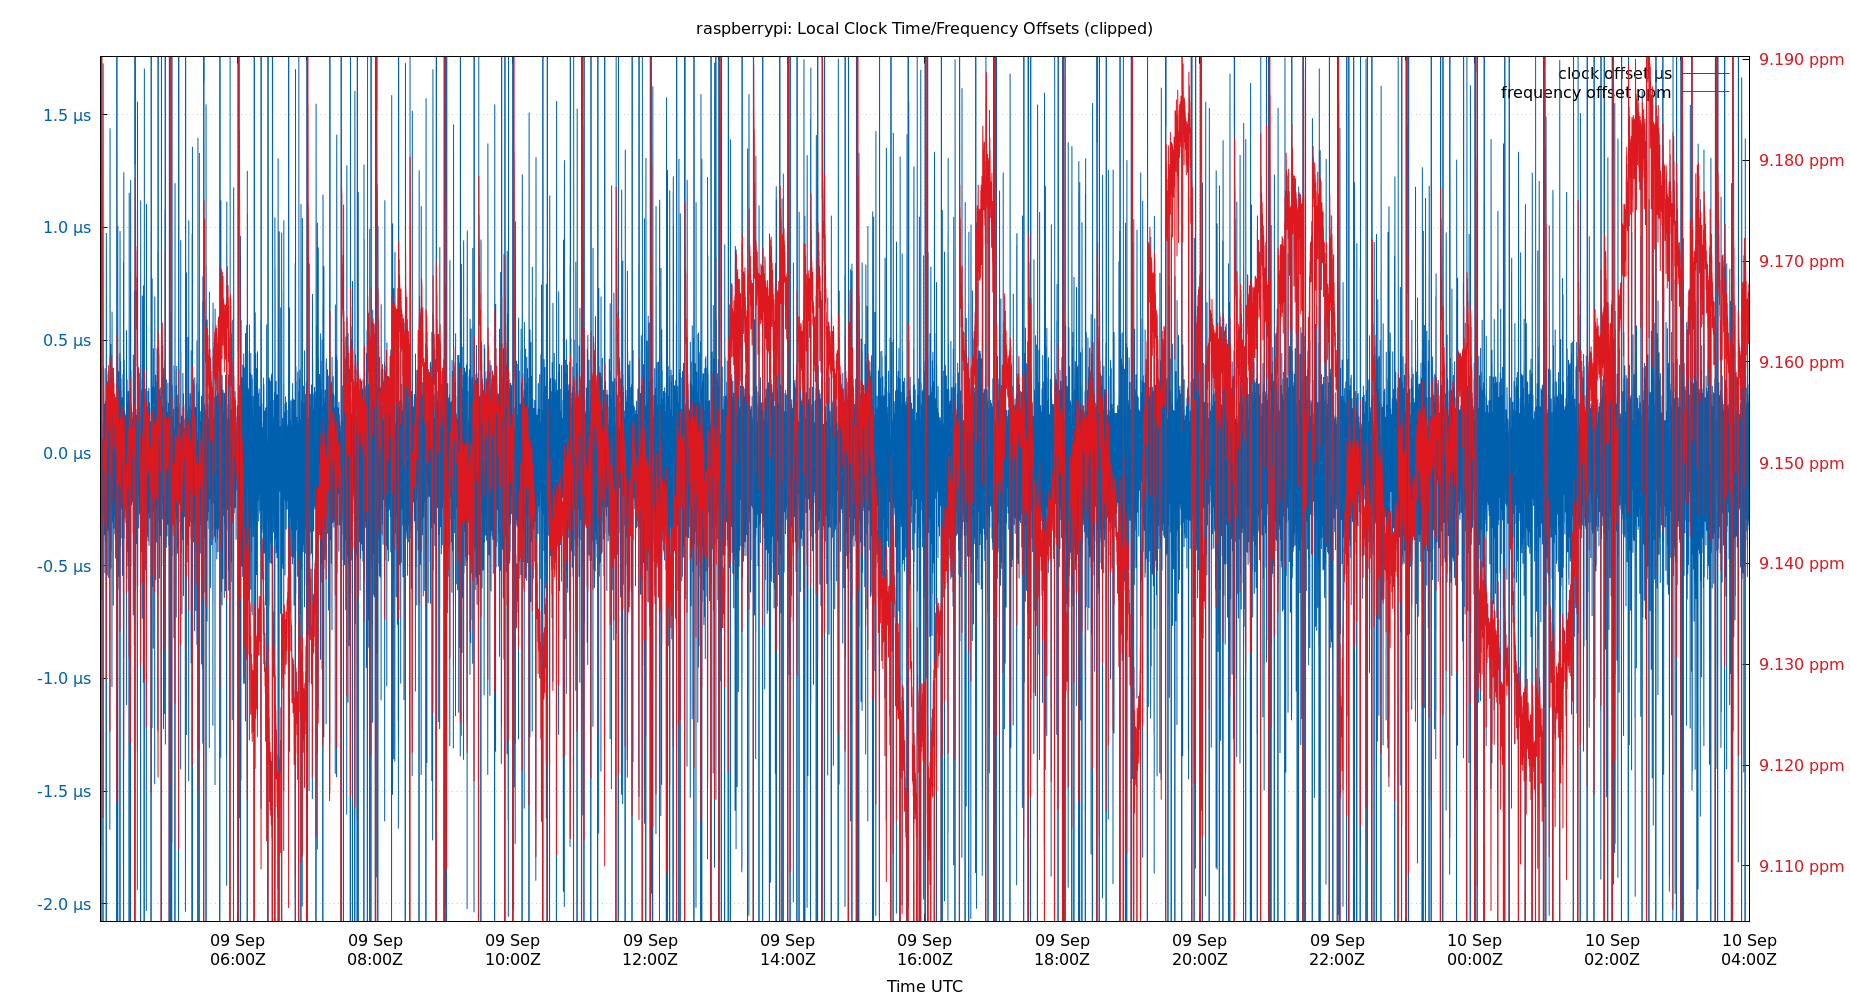 raspberrypi: Local Clock Time/Frequency Offsets (clipped)
clock offset µs
frequency offset ppm
1.5 µs
1.0 µs
0.5 µs
0.0 µs
-0.5 µs
-1.0 µs
-1.5 µs
-2.0 µs
9.190 ppm
9.180 ppm
9.170 ppm
9.160 ppm
9.150 ppm
9.140 ppm
9.130 ppm
9.120 ppm
9.110 ppm
09 Sep 09 Sep 09 Sep 09 Sep 09 Sep 09 Sep 09 Sep 09 Sep 09 Sep 10 Sep 10 Sep 10 Sep
06:00Z 08:00Z 10:00Z 12:00Z 14:00Z 16:00Z 18:00Z 20:00Z 22:00Z 00:00Z 02:00Z 04:00Z
Time UTC